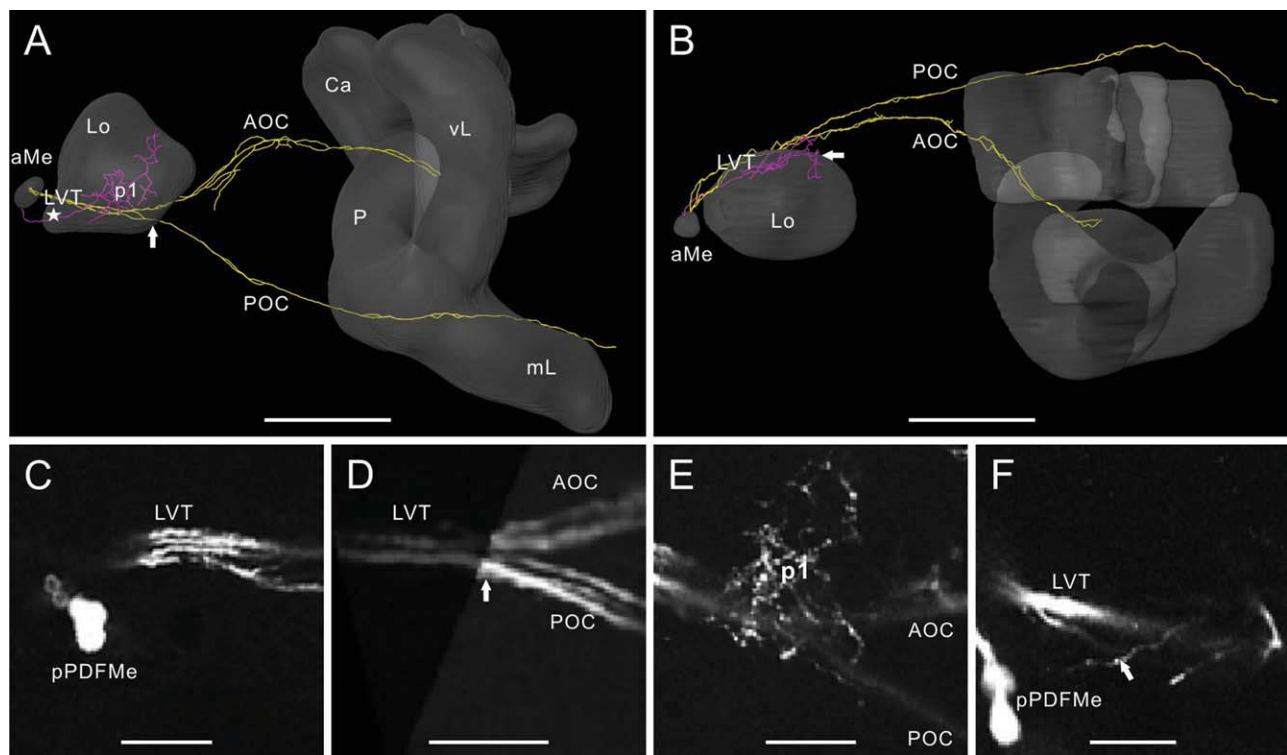 A
Ca
vL
Lo
AOC
aMe
LVT
p1
P
POC
mL
B
POC
AOC
LVT
Lo
aMe
C
LVT
pPDFMe
D
AOC
LVT
POC
E
p1
AOC
POC
F
LVT
pPDFMe